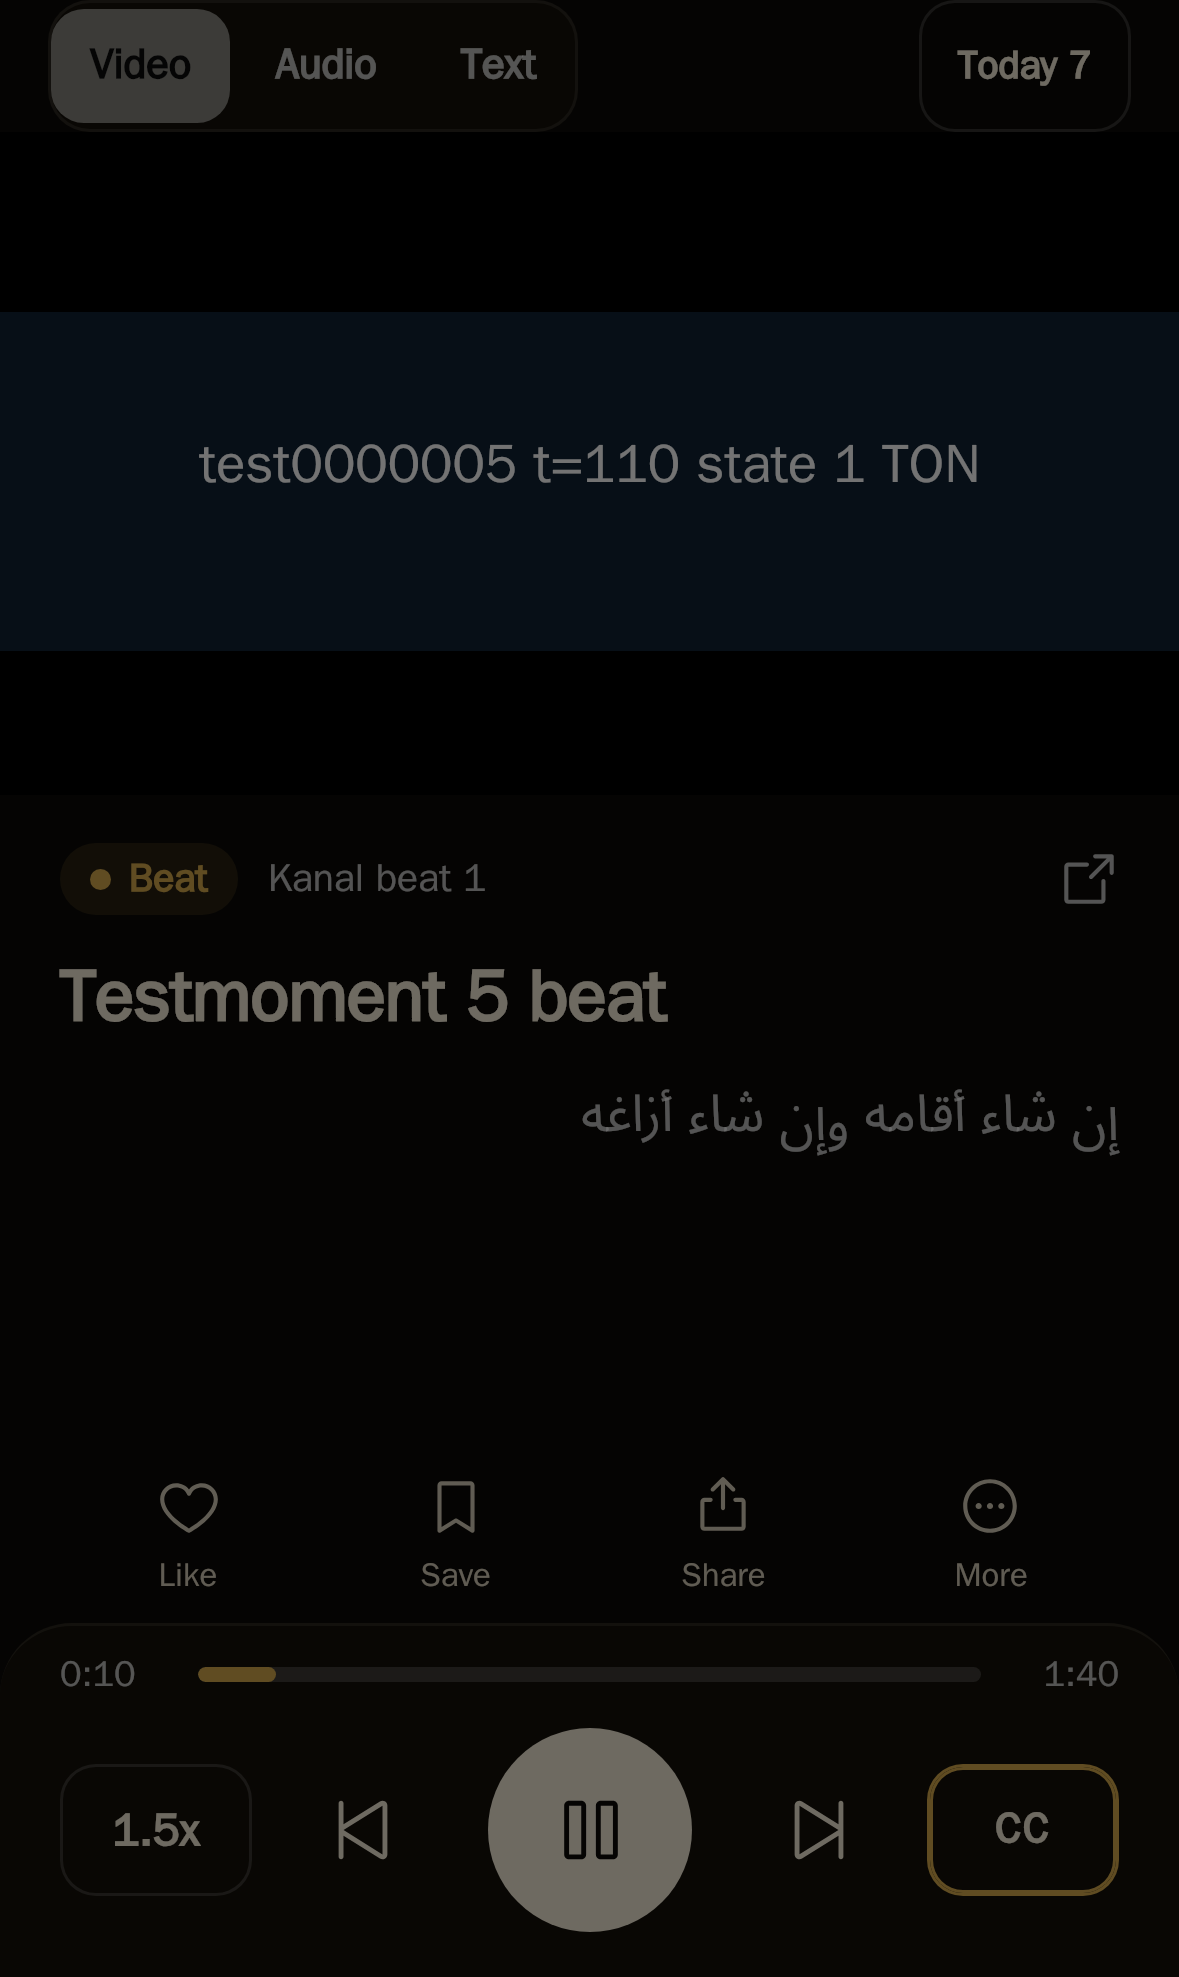 Video Audio Text Today 7
test0000005 t=110 state 1 TON
Beat Kanal beat 1
Testmoment 5 beat
إن شاء أقامه وإن شاء أزاغه
Like Save Share More
0:10 1:40
1.5x CC